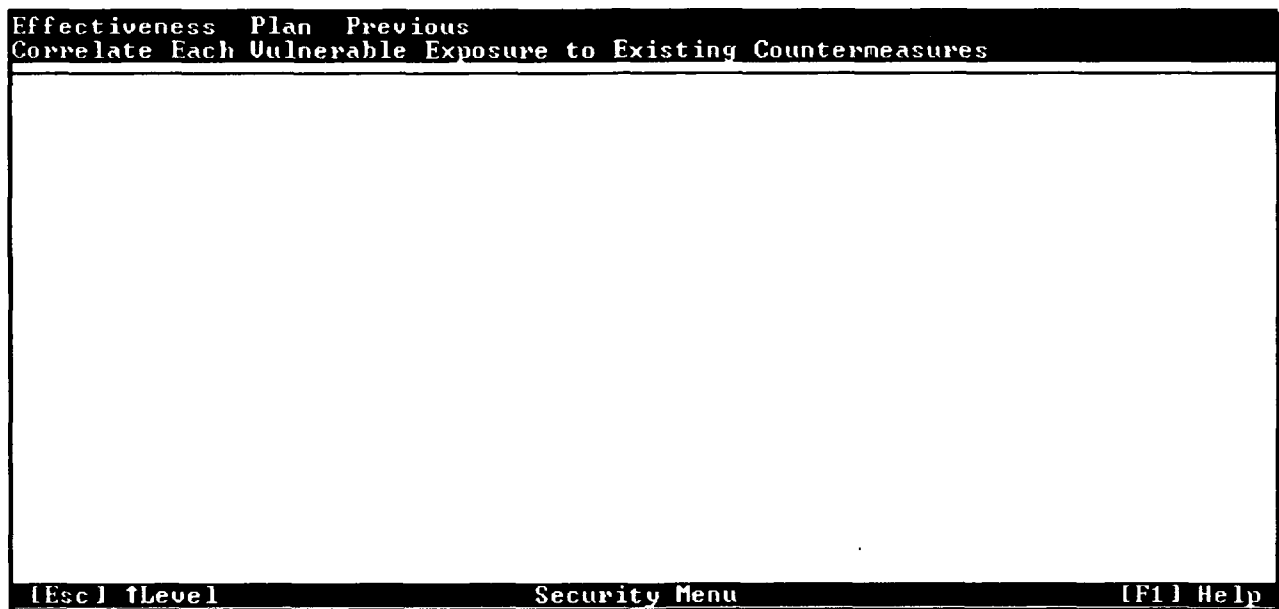 Effectiveness Plan Previous
Correlate Each Vulnerable Exposure to Existing Countermeasures
[Esc] ↑Level Security Menu [F1] Help